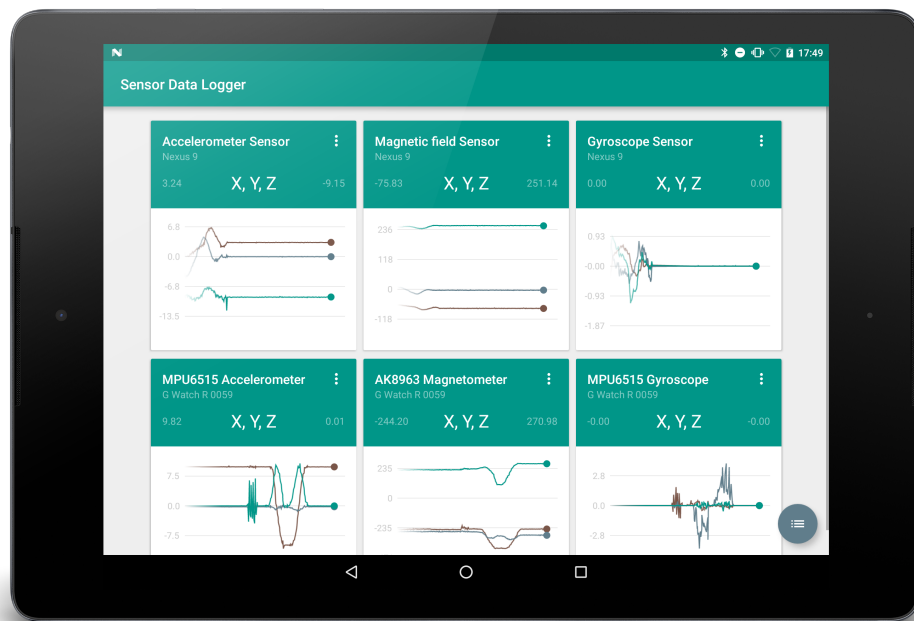 17:49
Sensor Data Logger
Accelerometer Sensor
Nexus 9
3.24 X, Y, Z -9.15
6.8
0.0
-6.8
-13.5
Magnetic field Sensor
Nexus 9
-75.83 X, Y, Z 251.14
236
118
0
-118
Gyroscope Sensor
Nexus 9
0.00 X, Y, Z 0.00
0.93
-0.00
-0.93
-1.87
MPU6515 Accelerometer
G Watch R 0059
9.82 X, Y, Z 0.01
7.5
0.0
-7.5
AK8963 Magnetometer
G Watch R 0059
-244.20 X, Y, Z 270.98
235
0
-235
MPU6515 Gyroscope
G Watch R 0059
-0.00 X, Y, Z -0.00
2.8
0.0
-2.8